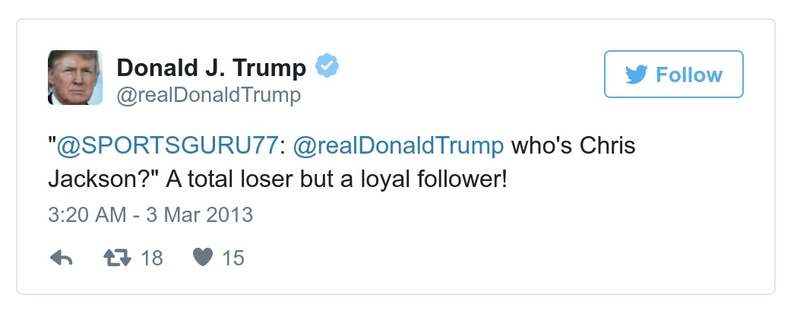 Donald J. Trump
@realDonaldTrump
Follow
"@SPORTSGURU77: @realDonaldTrump who's Chris
Jackson?" A total loser but a loyal follower!
3:20 AM - 3 Mar 2013
18 15